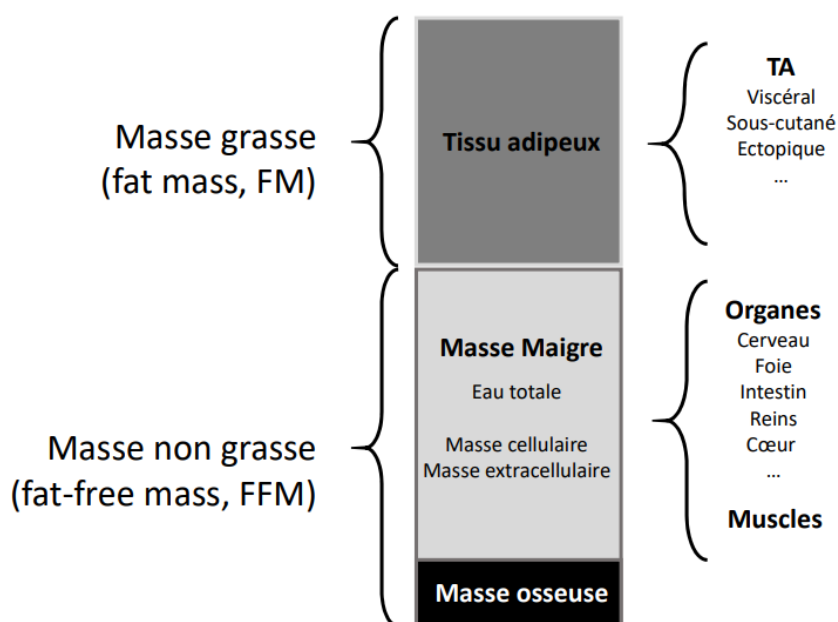 Masse grasse
(fat mass, FM)
Tissu adipeux
TA
Viscéral
Sous-cutané
Ectopique
...
Masse non grasse
(fat-free mass, FFM)
Masse Maigre
Eau totale
Masse cellulaire
Masse extracellulaire
Masse osseuse
Organes
Cerveau
Foie
Intestin
Reins
Cœur
...
Muscles